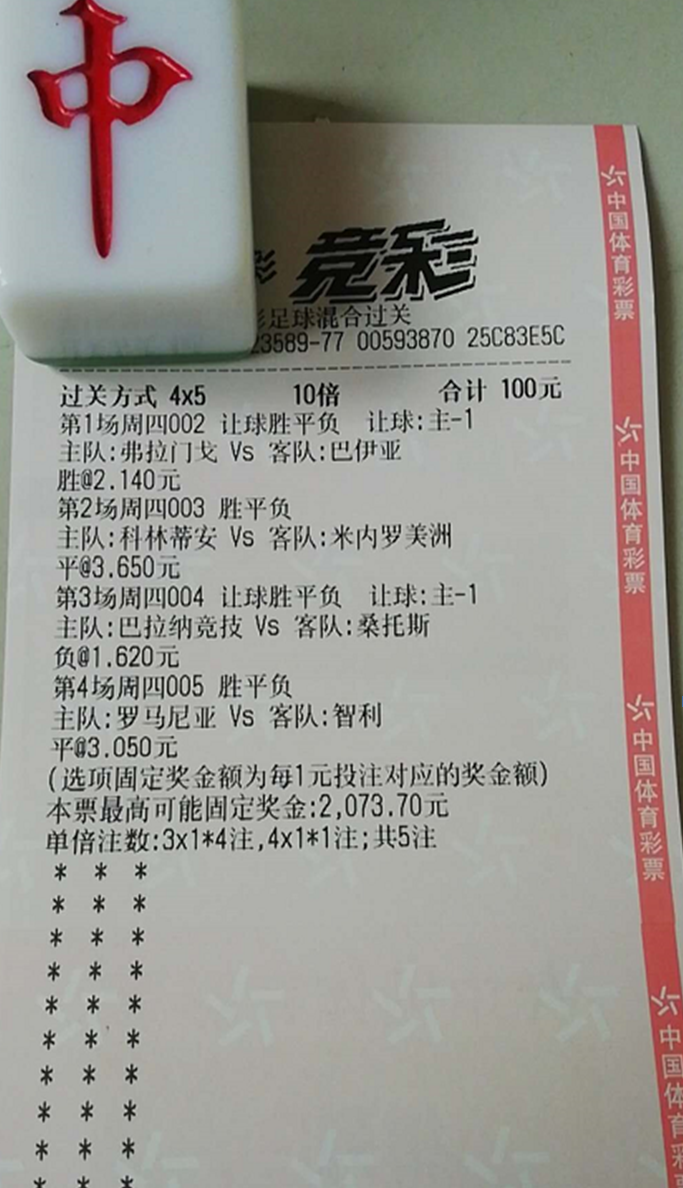 中
彩 竞彩
彩足球混合过关
23589-77 00593870 25C83E5C
过关方式 4x5 10倍 合计 100元
第1场周四002 让球胜平负 让球:主-1
主队:弗拉门戈 Vs 客队:巴伊亚
胜@2.140元
第2场周四003 胜平负
主队:科林蒂安 Vs 客队:米内罗美洲
平@3.650元
第3场周四004 让球胜平负 让球:主-1
主队:巴拉纳竞技 Vs 客队:桑托斯
负@1.620元
第4场周四005 胜平负
主队:罗马尼亚 Vs 客队:智利
平@3.050元
(选项固定奖金额为每1元投注对应的奖金额)
本票最高可能固定奖金:2,073.70元
单倍注数:3x1*4注,4x1*1注;共5注
* * *
* * *
* * *
* * *
* * *
* * *
* * *
* * *
* * *
* * *
中国体育彩票
中国体育彩票
中国体育彩票
中国体育彩